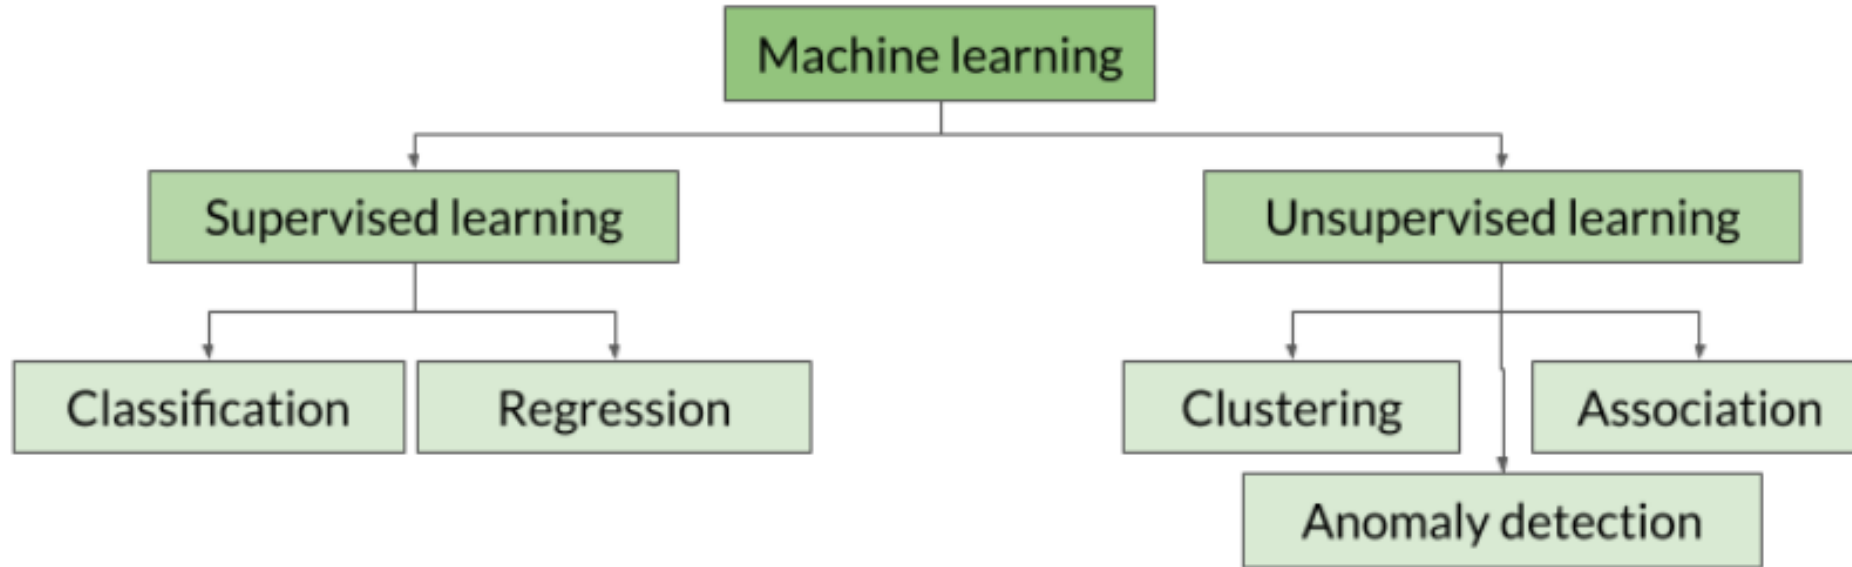 Machine learning
Supervised learning
Unsupervised learning
Classification
Regression
Clustering
Association
Anomaly detection